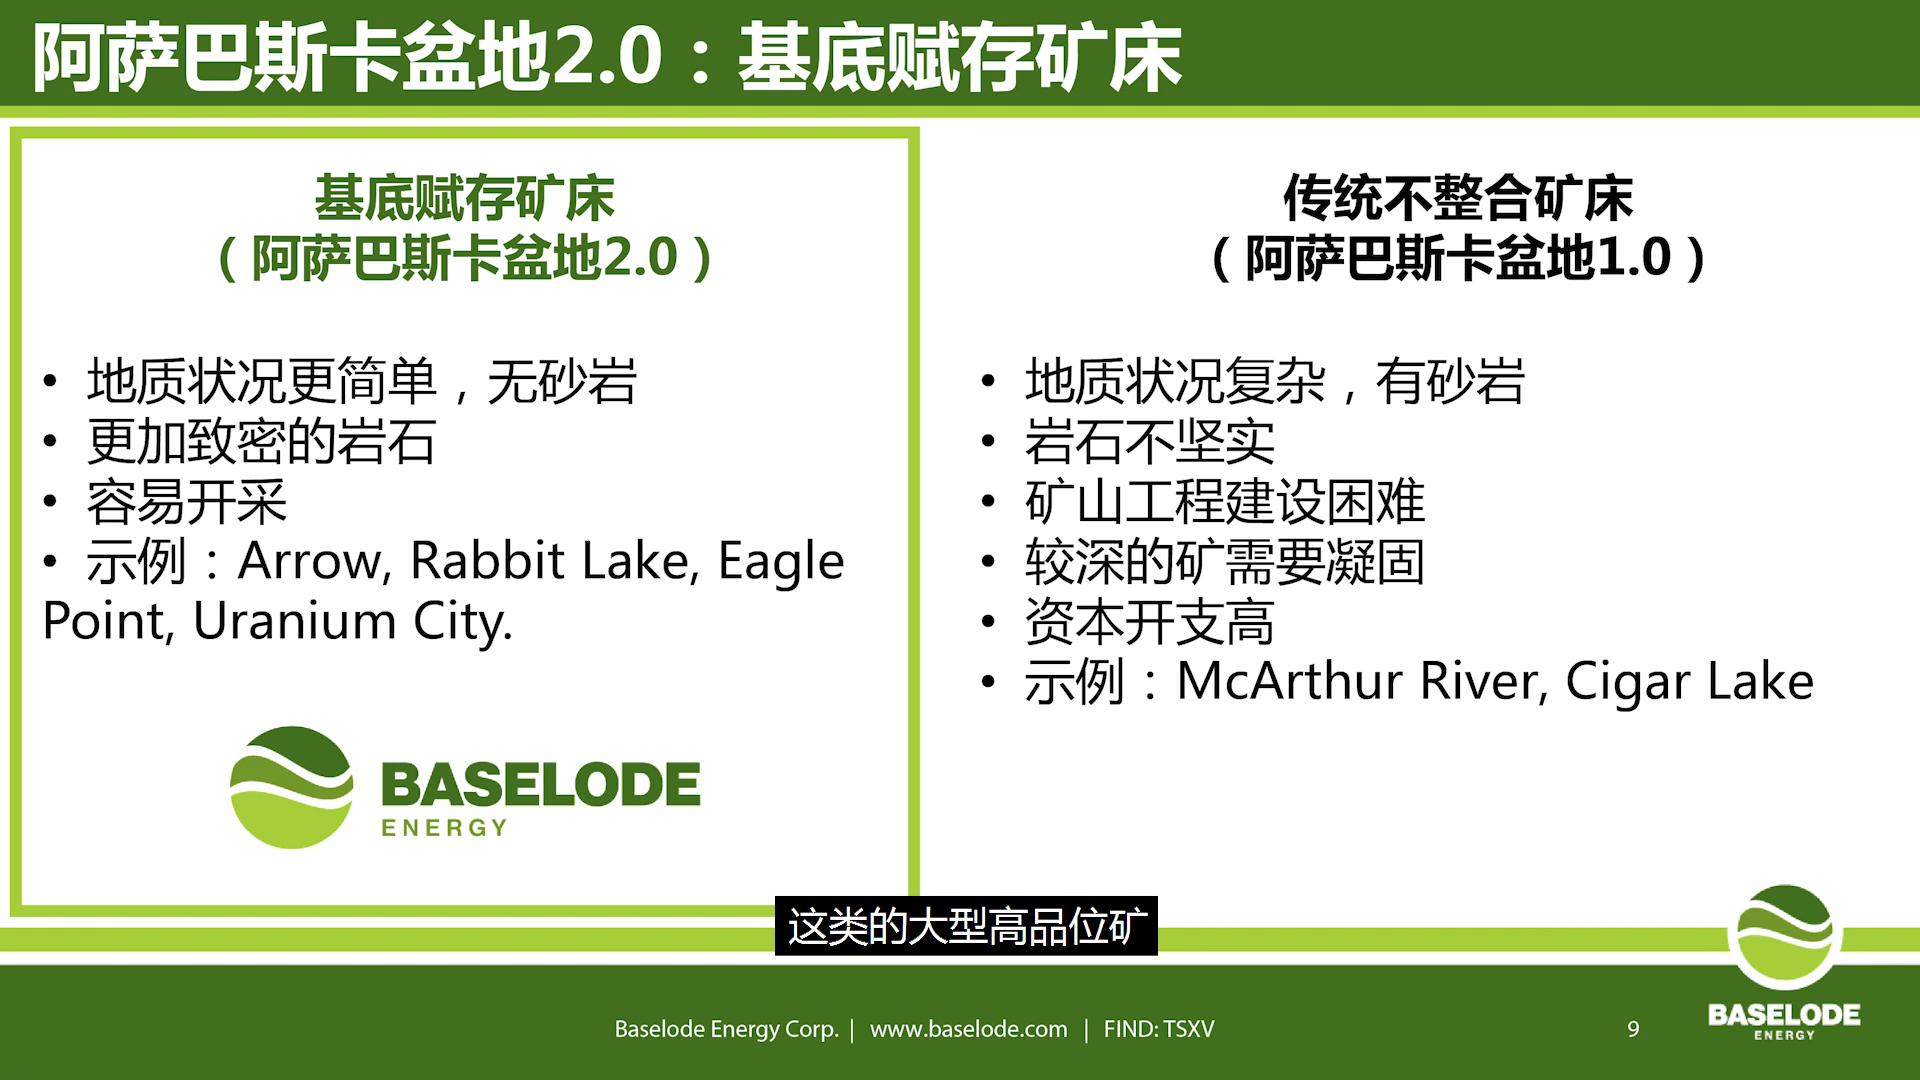 阿萨巴斯卡盆地2.0：基底赋存矿床
基底赋存矿床
（阿萨巴斯卡盆地2.0）
• 地质状况更简单，无砂岩
• 更加致密的岩石
• 容易开采
• 示例：Arrow, Rabbit Lake, Eagle
Point, Uranium City.
BASELODE
ENERGY
传统不整合矿床
（阿萨巴斯卡盆地1.0）
• 地质状况复杂，有砂岩
• 岩石不坚实
• 矿山工程建设困难
• 较深的矿需要凝固
• 资本开支高
• 示例：McArthur River, Cigar Lake
这类的大型高品位矿
Baselode Energy Corp. | www.baselode.com | FIND: TSXV
9
BASELODE
ENERGY